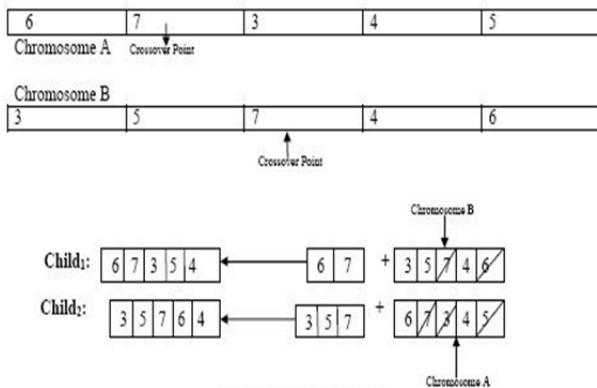 6 7 3 4 5
Chromosome A Crossover Point
Chromosome B
3 5 7 4 6
Crossover Point
Chromosome B
Child1: 6 7 3 5 4 6 7 + 3 5 7 4 6
Child2: 3 5 7 6 4 3 5 7 + 6 7 3 4 5
Chromosome A